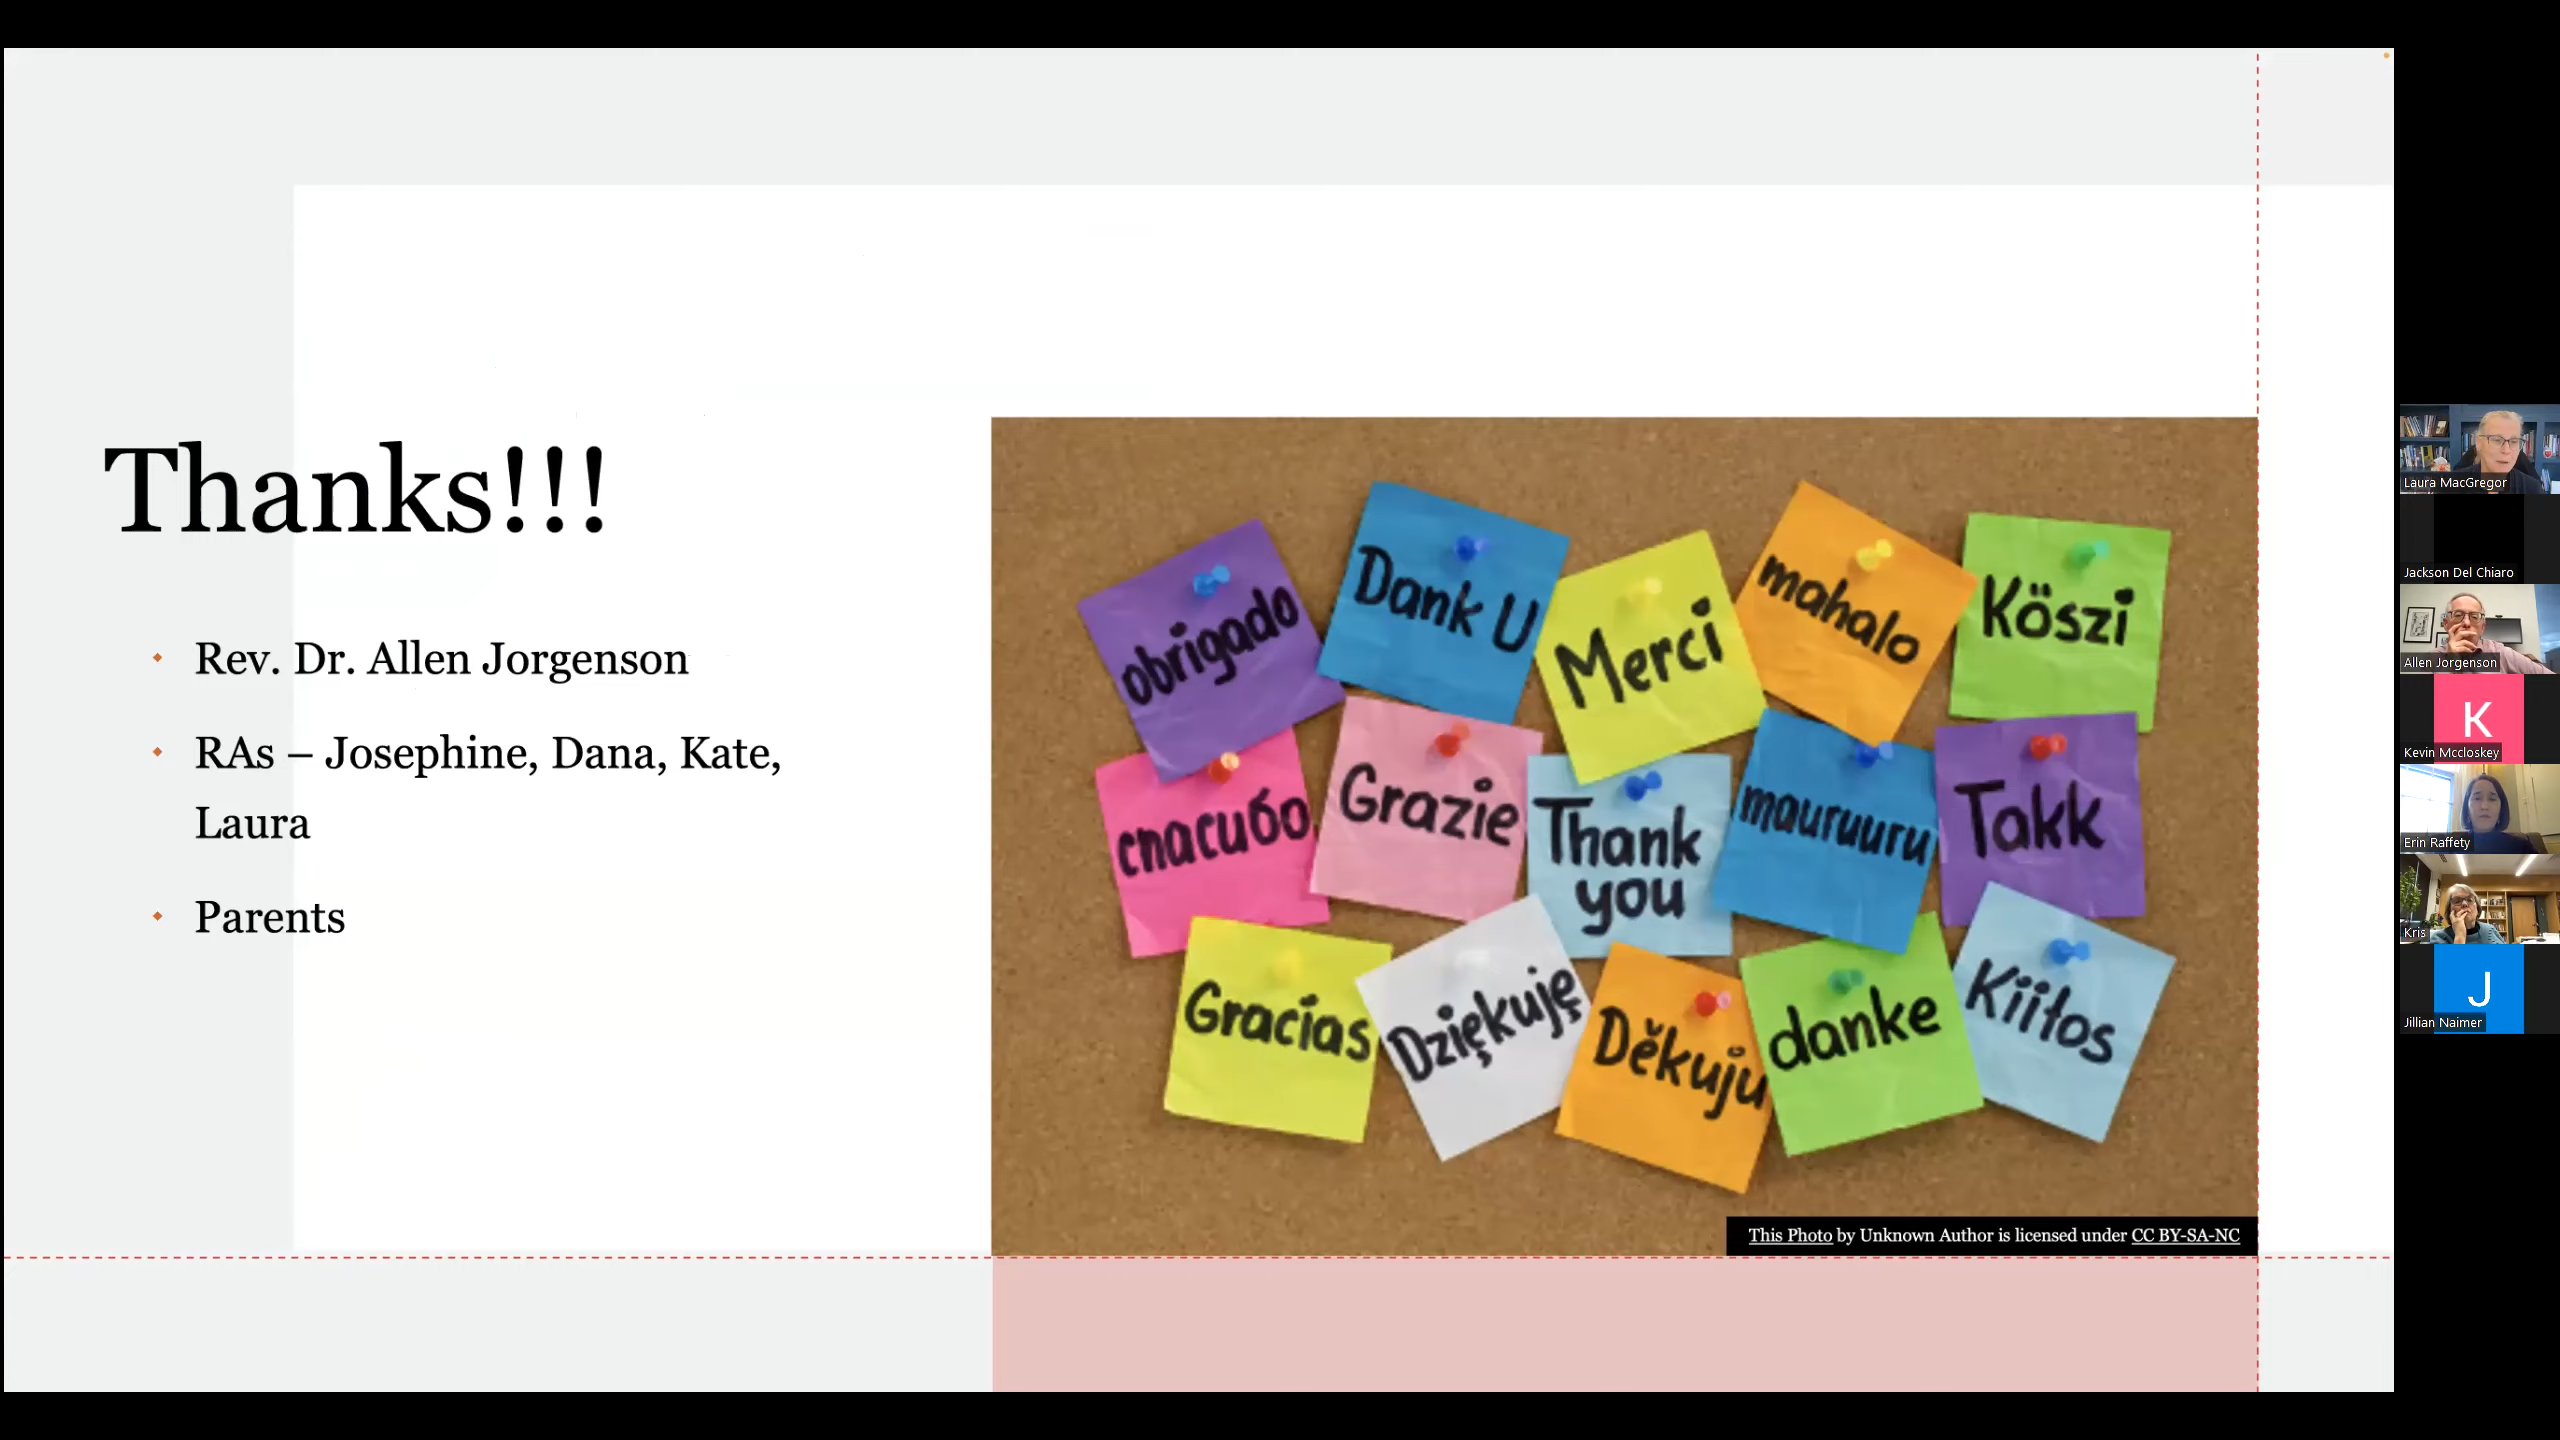 Thanks!!!
Rev. Dr. Allen Jorgenson
RAs – Josephine, Dana, Kate,
Laura
Parents
obrigado
Dank U
Merci
mahalo
Köszi
спасибо
Grazie
Thank
you
mauruuru
Takk
Gracias
Dziękuję
Děkuju
danke
Kiitos
This Photo by Unknown Author is licensed under CC BY-SA-NC
Laura MacGregor
Jackson Del Chiaro
Allen Jorgenson
K
Kevin Mccloskey
Erin Raffety
Kris
J
Jillian Naimer